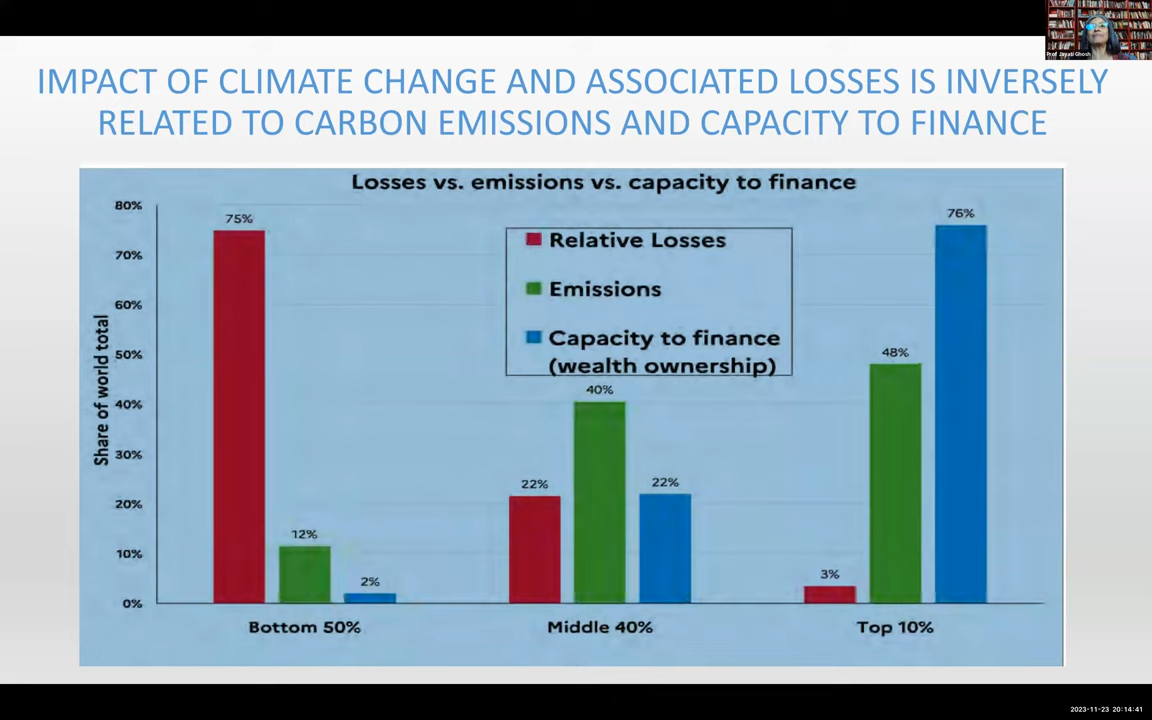 Prof Jayati Ghosh
IMPACT OF CLIMATE CHANGE AND ASSOCIATED LOSSES IS INVERSELY
RELATED TO CARBON EMISSIONS AND CAPACITY TO FINANCE
Losses vs. emissions vs. capacity to finance
Share of world total
80%
70%
60%
50%
40%
30%
20%
10%
0%
Relative Losses
Emissions
Capacity to finance
(wealth ownership)
75%
12%
2%
22%
40%
22%
3%
48%
76%
Bottom 50%
Middle 40%
Top 10%
2023-11-23 20:14:41